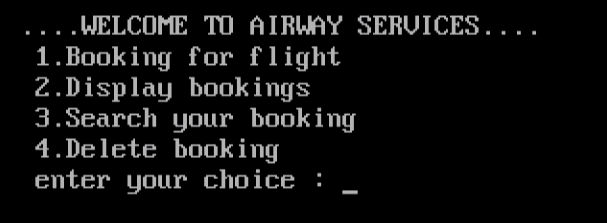 ....WELCOME TO AIRWAY SERVICES....
1.Booking for flight
2.Display bookings
3.Search your booking
4.Delete booking
enter your choice : _